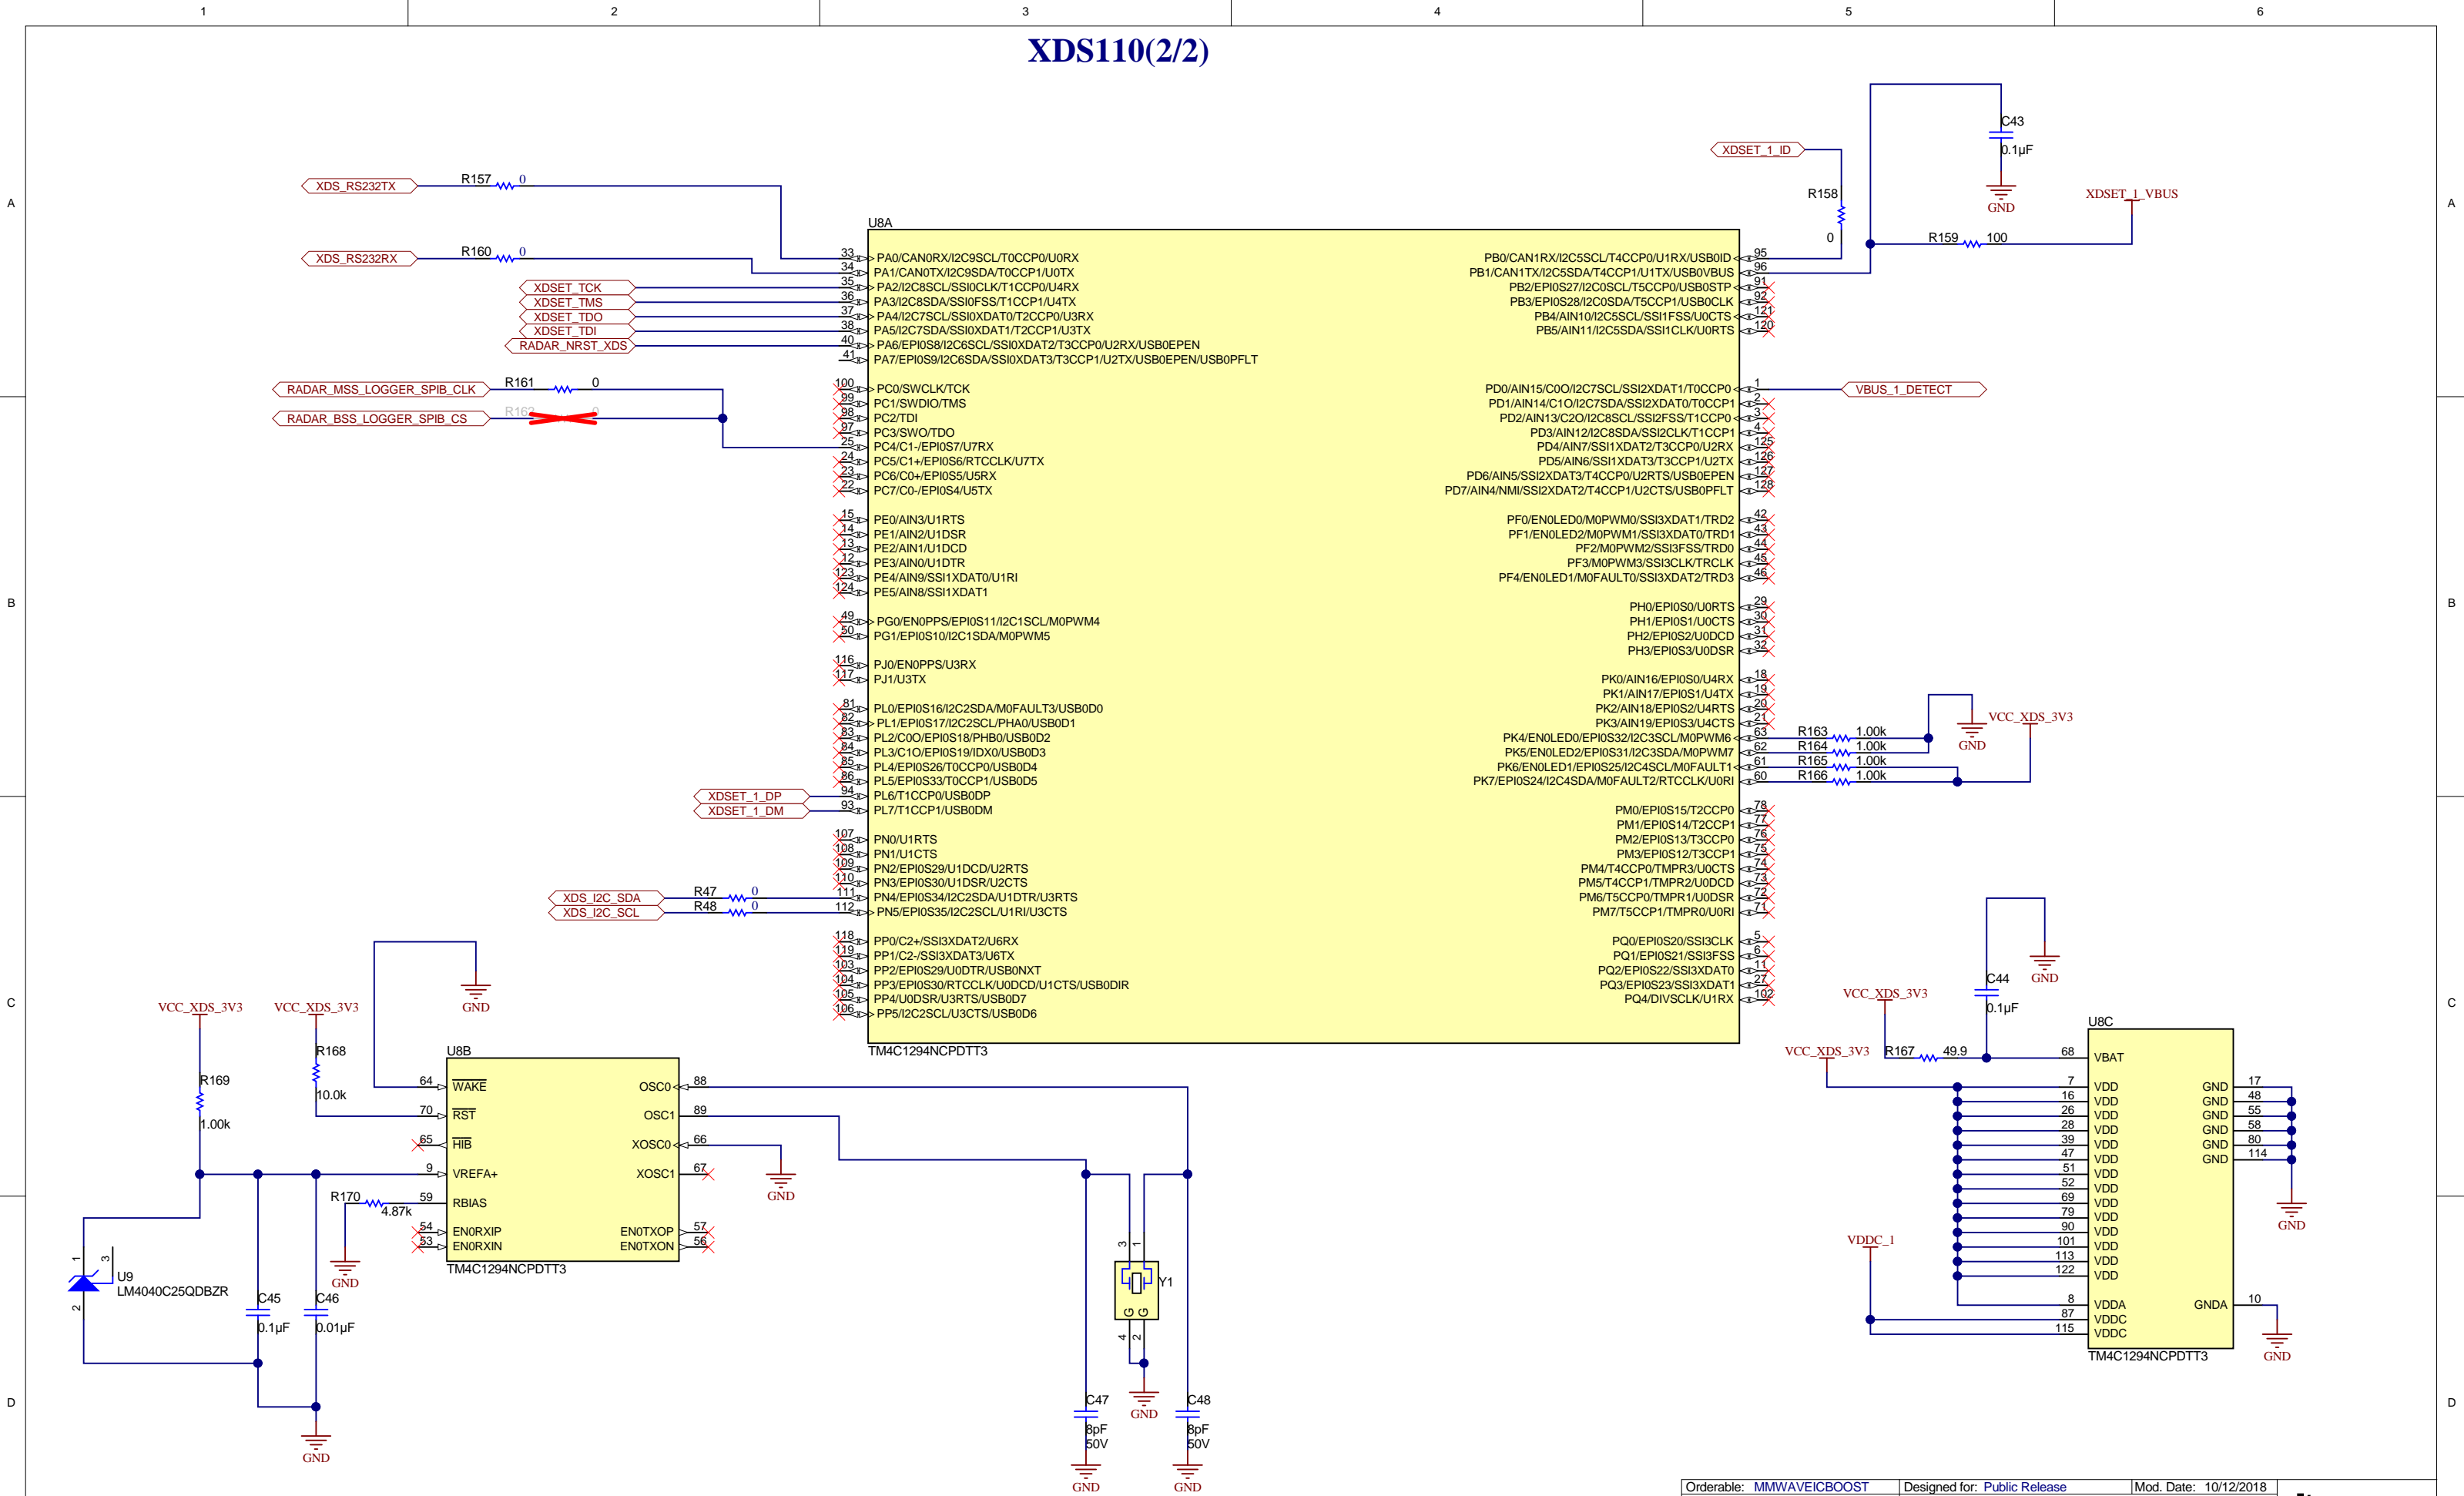 1 2 3 4 5 6
XDS110(2/2)
A
A
B
B
C
C
D
D
XDS_RS232TX
R157 0
XDS_RS232RX
R160 0
XDSET_TCK
XDSET_TMS
XDSET_TDO
XDSET_TDI
RADAR_NRST_XDS
RADAR_MSS_LOGGER_SPIB_CLK
R161 0
RADAR_BSS_LOGGER_SPIB_CS
XDSET_1_DP
XDSET_1_DM
XDS_I2C_SDA
R47 0
XDS_I2C_SCL
R48 0
U8A
33 PA0/CAN0RX/I2C9SCL/T0CCP0/U0RX
34 PA1/CAN0TX/I2C9SDA/T0CCP1/U0TX
35 PA2/I2C8SCL/SSI0CLK/T1CCP0/U4RX
36 PA3/I2C8SDA/SSI0FSS/T1CCP1/U4TX
37 PA4/I2C7SCL/SSI0XDAT0/T2CCP0/U3RX
38 PA5/I2C7SDA/SSI0XDAT1/T2CCP1/U3TX
40 PA6/EPI0S8/I2C6SCL/SSI0XDAT2/T3CCP0/U2RX/USB0EPEN
41 PA7/EPI0S9/I2C6SDA/SSI0XDAT3/T3CCP1/U2TX/USB0EPEN/USB0PFLT
100 PC0/SWCLK/TCK
99 PC1/SWDIO/TMS
98 PC2/TDI
97 PC3/SWO/TDO
25 PC4/C1-/EPI0S7/U7RX
24 PC5/C1+/EPI0S6/RTCCLK/U7TX
23 PC6/C0+/EPI0S5/U5RX
22 PC7/C0-/EPI0S4/U5TX
15 PE0/AIN3/U1RTS
14 PE1/AIN2/U1DSR
13 PE2/AIN1/U1DCD
12 PE3/AIN0/U1DTR
123 PE4/AIN9/SSI1XDAT0/U1RI
124 PE5/AIN8/SSI1XDAT1
49 PG0/EN0PPS/EPI0S11/I2C1SCL/M0PWM4
50 PG1/EPI0S10/I2C1SDA/M0PWM5
116 PJ0/EN0PPS/U3RX
117 PJ1/U3TX
81 PL0/EPI0S16/I2C2SDA/M0FAULT3/USB0D0
82 PL1/EPI0S17/I2C2SCL/PHA0/USB0D1
83 PL2/C0O/EPI0S18/PHB0/USB0D2
84 PL3/C1O/EPI0S19/IDX0/USB0D3
85 PL4/EPI0S26/T0CCP0/USB0D4
86 PL5/EPI0S33/T0CCP1/USB0D5
94 PL6/T1CCP0/USB0DP
93 PL7/T1CCP1/USB0DM
107 PN0/U1RTS
108 PN1/U1CTS
109 PN2/EPI0S29/U1DCD/U2RTS
110 PN3/EPI0S30/U1DSR/U2CTS
111 PN4/EPI0S34/I2C2SDA/U1DTR/U3RTS
112 PN5/EPI0S35/I2C2SCL/U1RI/U3CTS
118 PP0/C2+/SSI3XDAT2/U6RX
119 PP1/C2-/SSI3XDAT3/U6TX
103 PP2/EPI0S29/U0DTR/USB0NXT
104 PP3/EPI0S30/RTCCLK/U0DCD/U1CTS/USB0DIR
105 PP4/U0DSR/U3RTS/USB0D7
106 PP5/I2C2SCL/U3CTS/USB0D6
TM4C1294NCPDTT3
PB0/CAN1RX/I2C5SCL/T4CCP0/U1RX/USB0ID 95
PB1/CAN1TX/I2C5SDA/T4CCP1/U1TX/USB0VBUS 96
PB2/EPI0S27/I2C0SCL/T5CCP0/USB0STP 91
PB3/EPI0S28/I2C0SDA/T5CCP1/USB0CLK 92
PB4/AIN10/I2C5SCL/SSI1FSS/U0CTS 121
PB5/AIN11/I2C5SDA/SSI1CLK/U0RTS 120
PD0/AIN15/C0O/I2C7SCL/SSI2XDAT1/T0CCP0 1
PD1/AIN14/C1O/I2C7SDA/SSI2XDAT0/T0CCP1 2
PD2/AIN13/C2O/I2C8SCL/SSI2FSS/T1CCP0 3
PD3/AIN12/I2C8SDA/SSI2CLK/T1CCP1 4
PD4/AIN7/SSI1XDAT2/T3CCP0/U2RX 125
PD5/AIN6/SSI1XDAT3/T3CCP1/U2TX 126
PD6/AIN5/SSI2XDAT3/T4CCP0/U2RTS/USB0EPEN 127
PD7/AIN4/NMI/SSI2XDAT2/T4CCP1/U2CTS/USB0PFLT 128
PF0/EN0LED0/M0PWM0/SSI3XDAT1/TRD2 42
PF1/EN0LED2/M0PWM1/SSI3XDAT0/TRD1 43
PF2/M0PWM2/SSI3FSS/TRD0 44
PF3/M0PWM3/SSI3CLK/TRCLK 45
PF4/EN0LED1/M0FAULT0/SSI3XDAT2/TRD3 46
PH0/EPI0S0/U0RTS 29
PH1/EPI0S1/U0CTS 30
PH2/EPI0S2/U0DCD 31
PH3/EPI0S3/U0DSR 32
PK0/AIN16/EPI0S0/U4RX 18
PK1/AIN17/EPI0S1/U4TX 19
PK2/AIN18/EPI0S2/U4RTS 20
PK3/AIN19/EPI0S3/U4CTS 21
PK4/EN0LED0/EPI0S32/I2C3SCL/M0PWM6 63
PK5/EN0LED2/EPI0S31/I2C3SDA/M0PWM7 62
PK6/EN0LED1/EPI0S25/I2C4SCL/M0FAULT1 61
PK7/EPI0S24/I2C4SDA/M0FAULT2/RTCCLK/U0RI 60
PM0/EPI0S15/T2CCP0 78
PM1/EPI0S14/T2CCP1 77
PM2/EPI0S13/T3CCP0 76
PM3/EPI0S12/T3CCP1 75
PM4/T4CCP0/TMPR3/U0CTS 74
PM5/T4CCP1/TMPR2/U0DCD 73
PM6/T5CCP0/TMPR1/U0DSR 72
PM7/T5CCP1/TMPR0/U0RI 71
PQ0/EPI0S20/SSI3CLK 5
PQ1/EPI0S21/SSI3FSS 6
PQ2/EPI0S22/SSI3XDAT0 11
PQ3/EPI0S23/SSI3XDAT1 27
PQ4/DIVSCLK/U1RX 102
XDSET_1_ID
R158
0
C43
0.1µF
GND
XDSET_1_VBUS
R159 100
VBUS_1_DETECT
R163 1.00k
R164 1.00k
R165 1.00k
R166 1.00k
GND
VCC_XDS_3V3
VCC_XDS_3V3
R169
1.00k
VCC_XDS_3V3
R168
10.0k
GND
U8B
64 WAKE
70 RST
65 HIB
9 VREFA+
59 RBIAS
54 EN0RXIP
53 EN0RXIN
OSC0 88
OSC1 89
XOSC0 66
XOSC1 67
EN0TXOP 57
EN0TXON 56
TM4C1294NCPDTT3
R170
4.87k
GND
GND
1
3
2
U9
LM4040C25QDBZR
C45
0.1µF
C46
0.01µF
GND
3 1
Y1
G G
4 2
GND
C47
8pF
50V
GND
C48
8pF
50V
GND
GND
C44
0.1µF
VCC_XDS_3V3
R167 49.9
VCC_XDS_3V3
VDDC_1
U8C
68 VBAT
7 VDD GND 17
16 VDD GND 48
26 VDD GND 55
28 VDD GND 58
39 VDD GND 80
47 VDD GND 114
51 VDD
52 VDD
69 VDD
79 VDD
90 VDD
101 VDD
113 VDD
122 VDD
8 VDDA GNDA 10
87 VDDC
115 VDDC
TM4C1294NCPDTT3
GND
GND
Orderable: MMWAVEICBOOST Designed for: Public Release Mod. Date: 10/12/2018